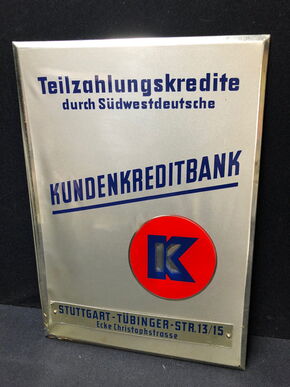 Teilzahlungskredite
durch Südwestdeutsche
KUNDENKREDITBANK
K
STUTTGART-TÜBINGER-STR.13/15
Ecke Christophstrasse